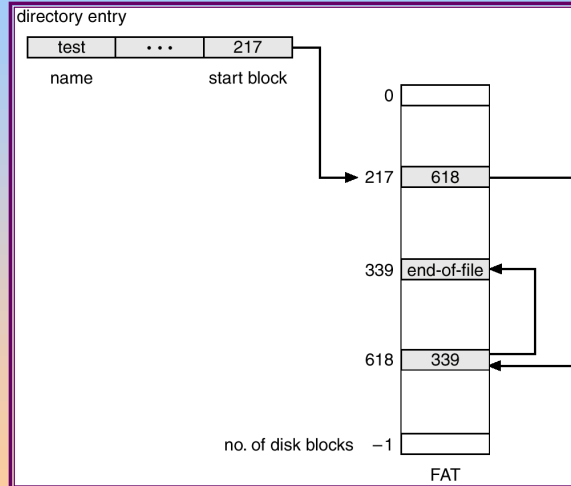 directory entry
test ••• 217
name start block
0
217 618
339 end-of-file
618 339
no. of disk blocks −1
FAT